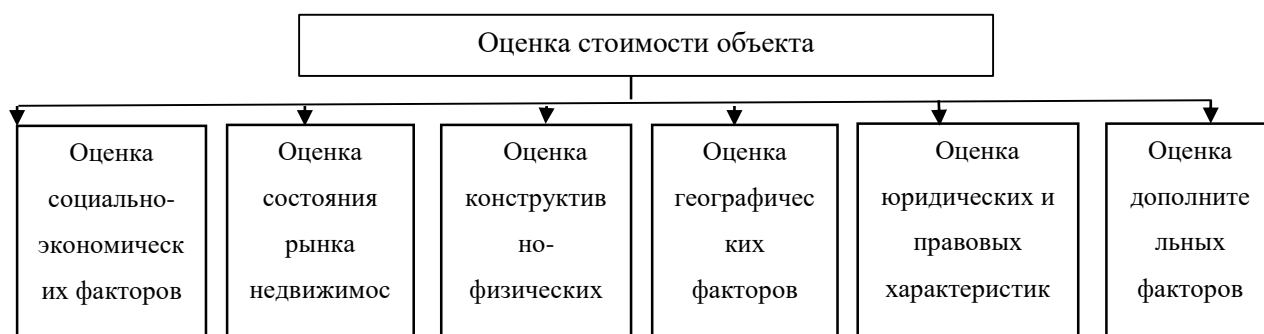 Оценка стоимости объекта
Оценка
социально-
экономическ
их факторов
Оценка
состояния
рынка
недвижимос
Оценка
конструктив
но-
физических
Оценка
географичес
ких
факторов
Оценка
юридических и
правовых
характеристик
Оценка
дополните
льных
факторов